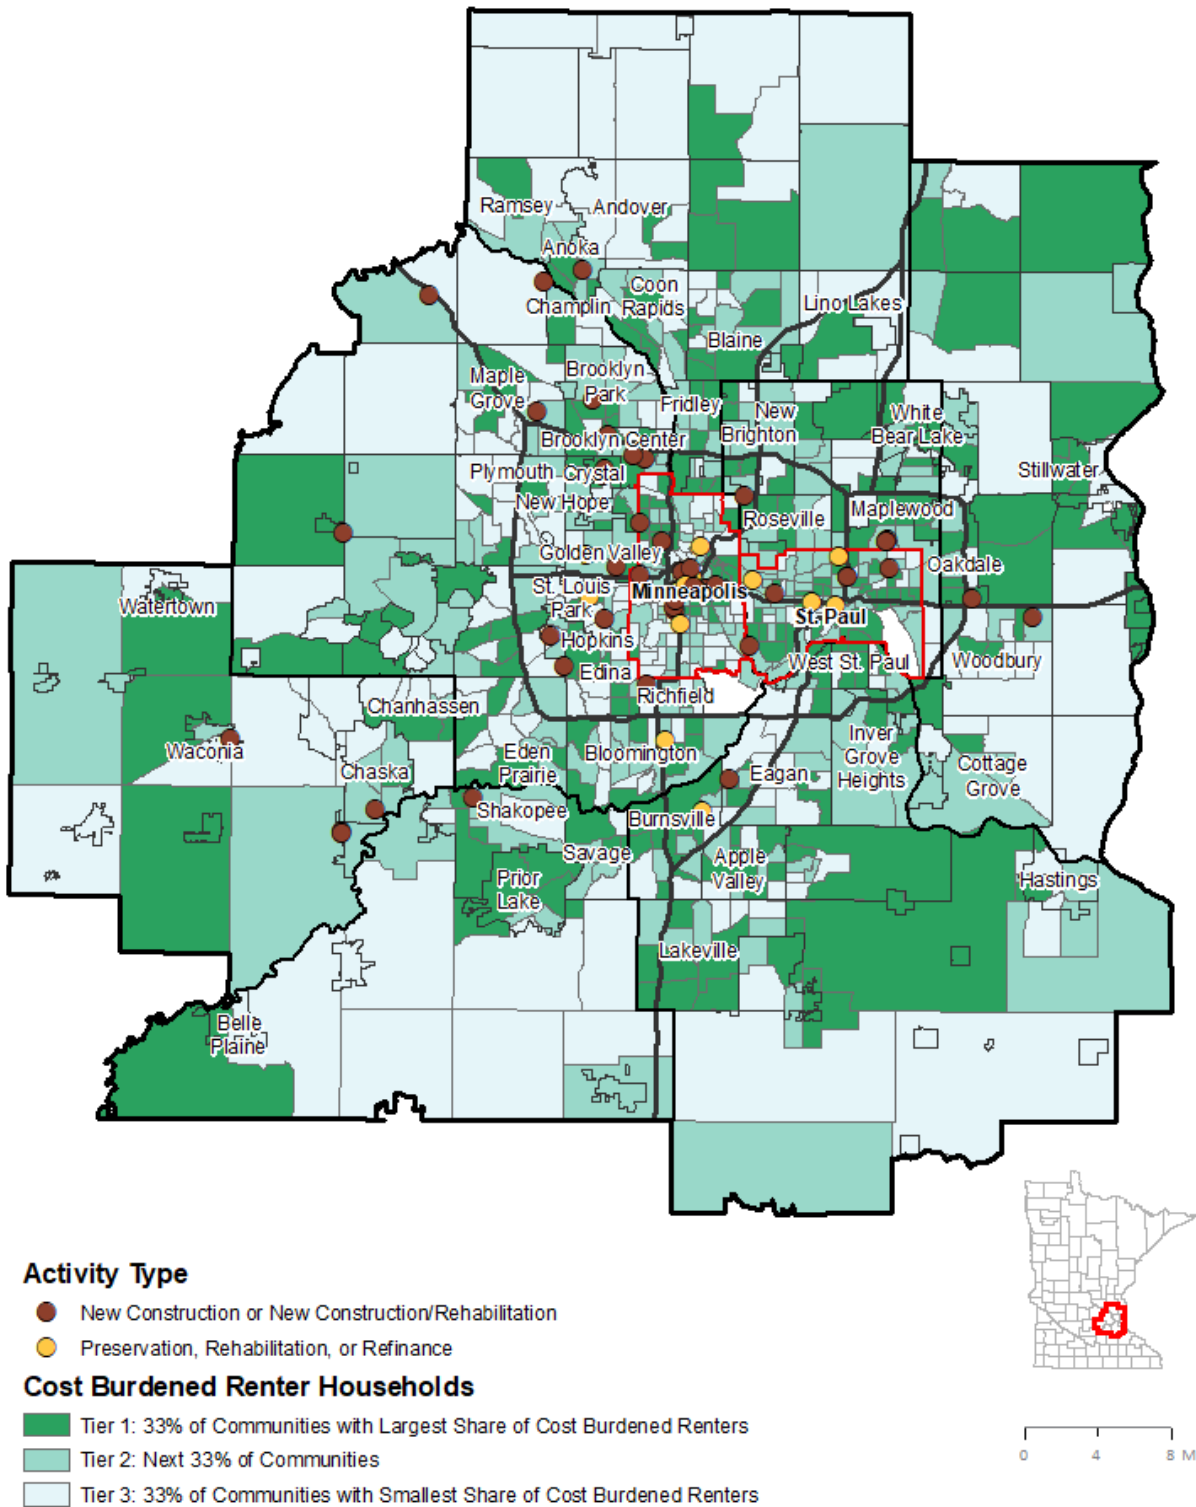 Ramsey
Andover
Anoka
Coon
Rapids
Champlin
Lino Lakes
Blaine
Brooklyn
Park
Maple
Grove
Fridley
New
Brighton
White
Bear Lake
Brooklyn Center
Plymouth
Crystal
Stillwater
New Hope
Roseville
Maplewood
Golden Valley
Oakdale
St. Louis
Park
Minneapolis
Watertown
St. Paul
Hopkins
Edina
West St. Paul
Woodbury
Richfield
Chanhassen
Waconia
Eden
Prairie
Bloomington
Inver
Grove
Heights
Chaska
Eagan
Cottage
Grove
Shakopee
Burnsville
Savage
Apple
Valley
Prior
Lake
Hastings
Lakeville
Belle
Plaine
Activity Type
New Construction or New Construction/Rehabilitation
Preservation, Rehabilitation, or Refinance
Cost Burdened Renter Households
Tier 1: 33% of Communities with Largest Share of Cost Burdened Renters
Tier 2: Next 33% of Communities
Tier 3: 33% of Communities with Smallest Share of Cost Burdened Renters
0 4 8 M